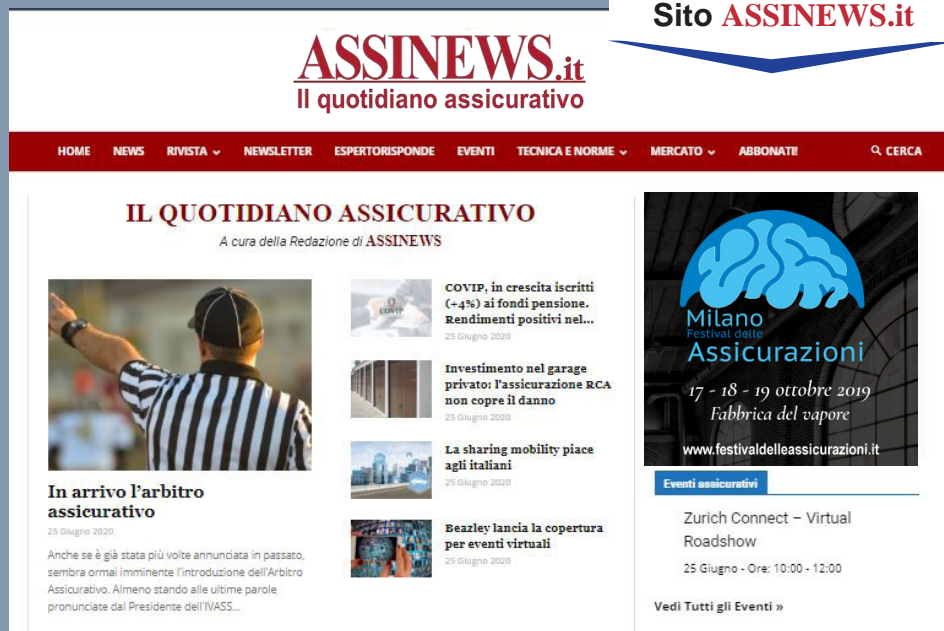 Sito ASSINEWS.it
ASSINEWS.it
Il quotidiano assicurativo
HOME NEWS RIVISTA NEWSLETTER ESPERTORISPONDE EVENTI TECNICA E NORME MERCATO ABBONATI! CERCA
IL QUOTIDIANO ASSICURATIVO
A cura della Redazione di ASSINEWS
In arrivo l'arbitro
assicurativo
25 Giugno 2020
Anche se è già stata più volte annunciata in passato,
sembra ormai imminente l'introduzione dell'Arbitro
Assicurativo. Almeno stando alle ultime parole
pronunciate dal Presidente dell'IVASS...
COVIP
COVIP, in crescita iscritti
(+4%) ai fondi pensione.
Rendimenti positivi nel...
25 Giugno 2020
Investimento nel garage
privato: l'assicurazione RCA
non copre il danno
25 Giugno 2020
La sharing mobility piace
agli italiani
25 Giugno 2020
Beazley lancia la copertura
per eventi virtuali
25 Giugno 2020
Milano
Festival delle
Assicurazioni
17 - 18 - 19 ottobre 2019
Fabbrica del vapore
www.festivaldelleassicurazioni.it
Eventi assicurativi
Zurich Connect – Virtual
Roadshow
25 Giugno - Ore: 10:00 - 12:00
Vedi Tutti gli Eventi »